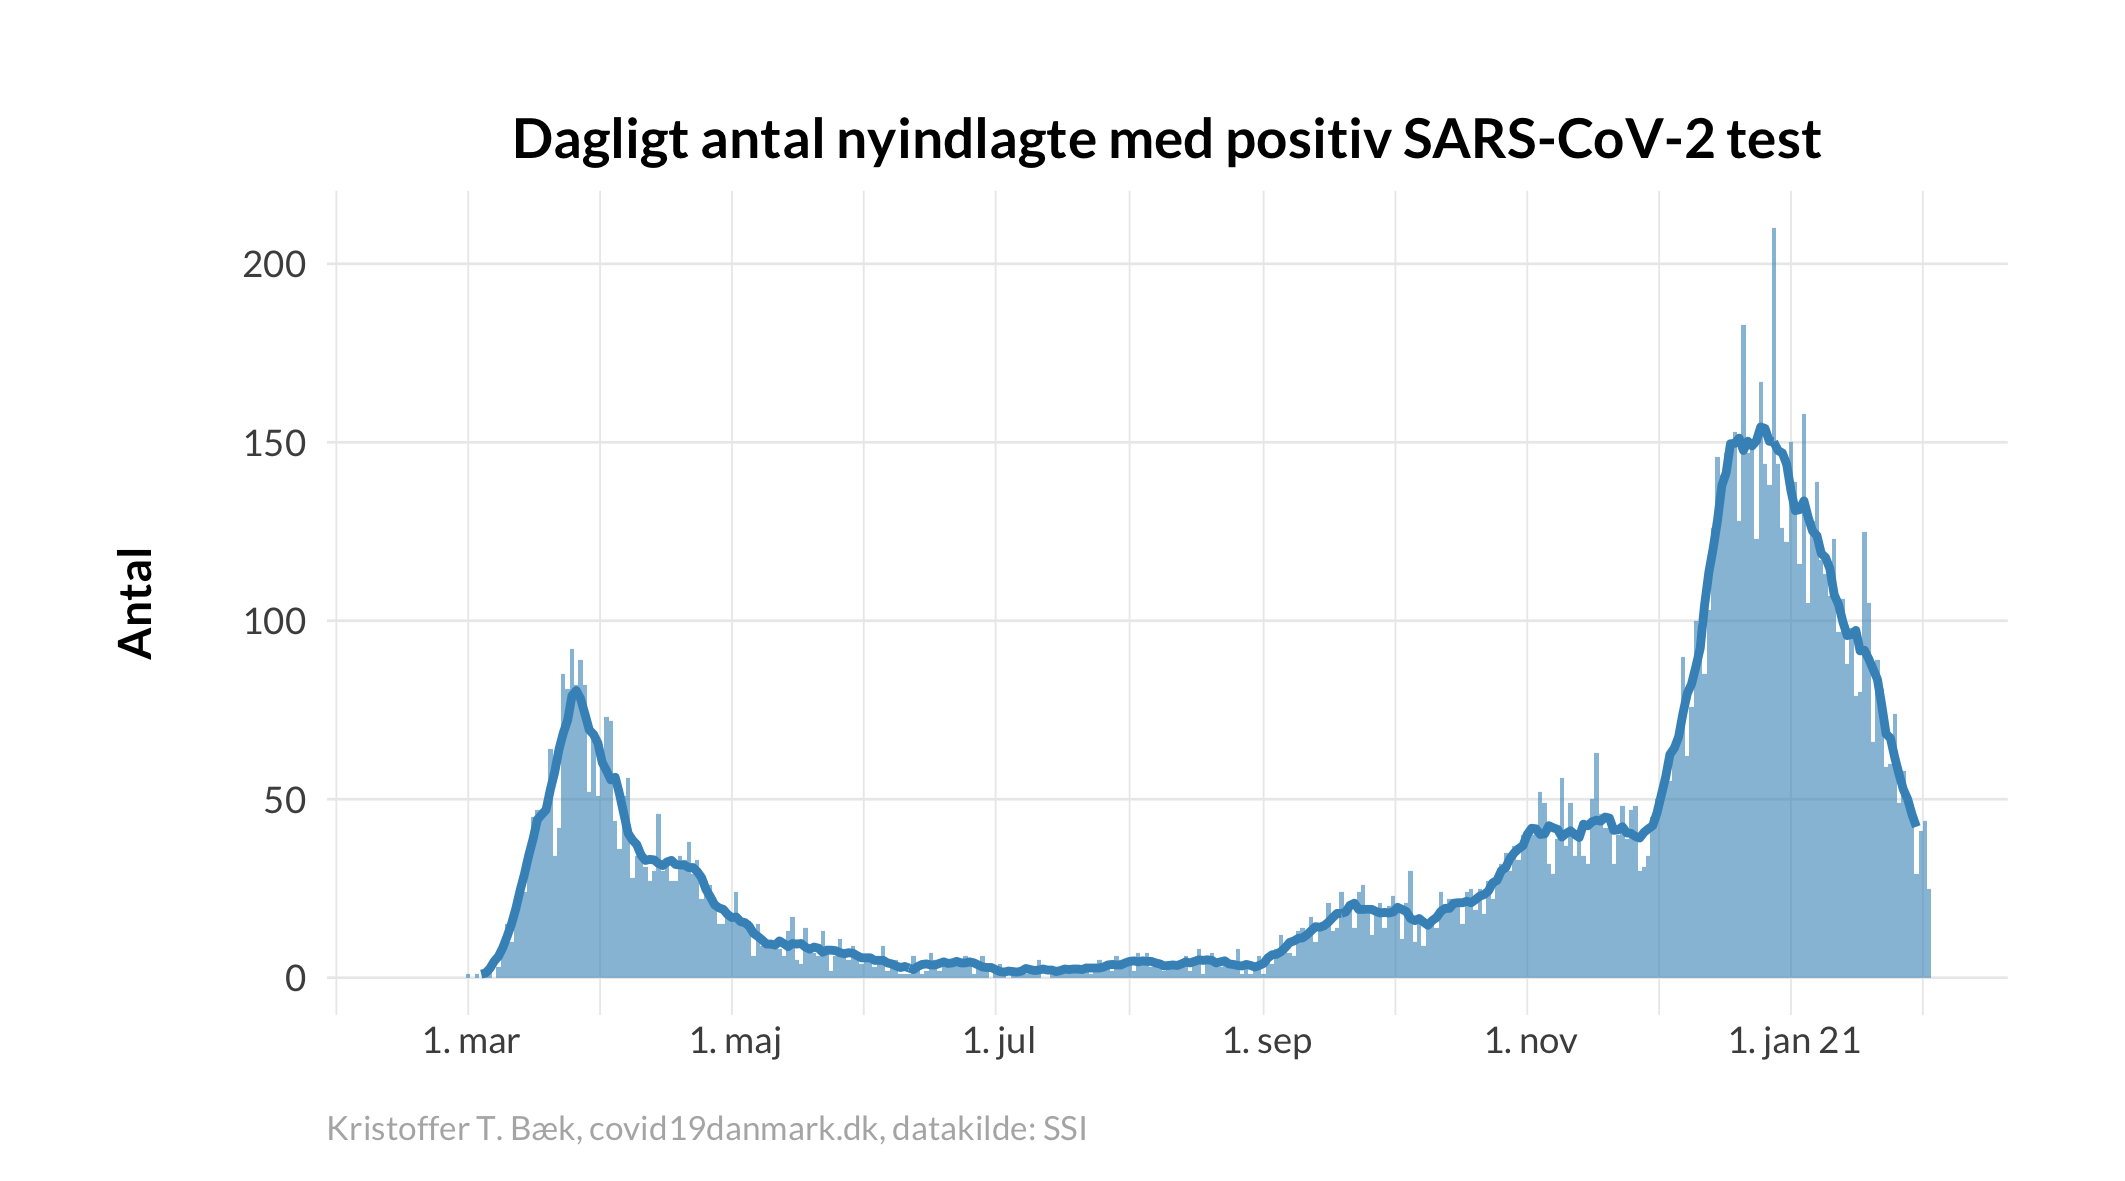 Dagligt antal nyindlagte med positiv SARS-CoV-2 test
Antal
200
150
100
50
0
1. mar
1. maj
1. jul
1. sep
1. nov
1. jan 21
Kristoffer T. Bæk, covid19danmark.dk, datakilde: SSI